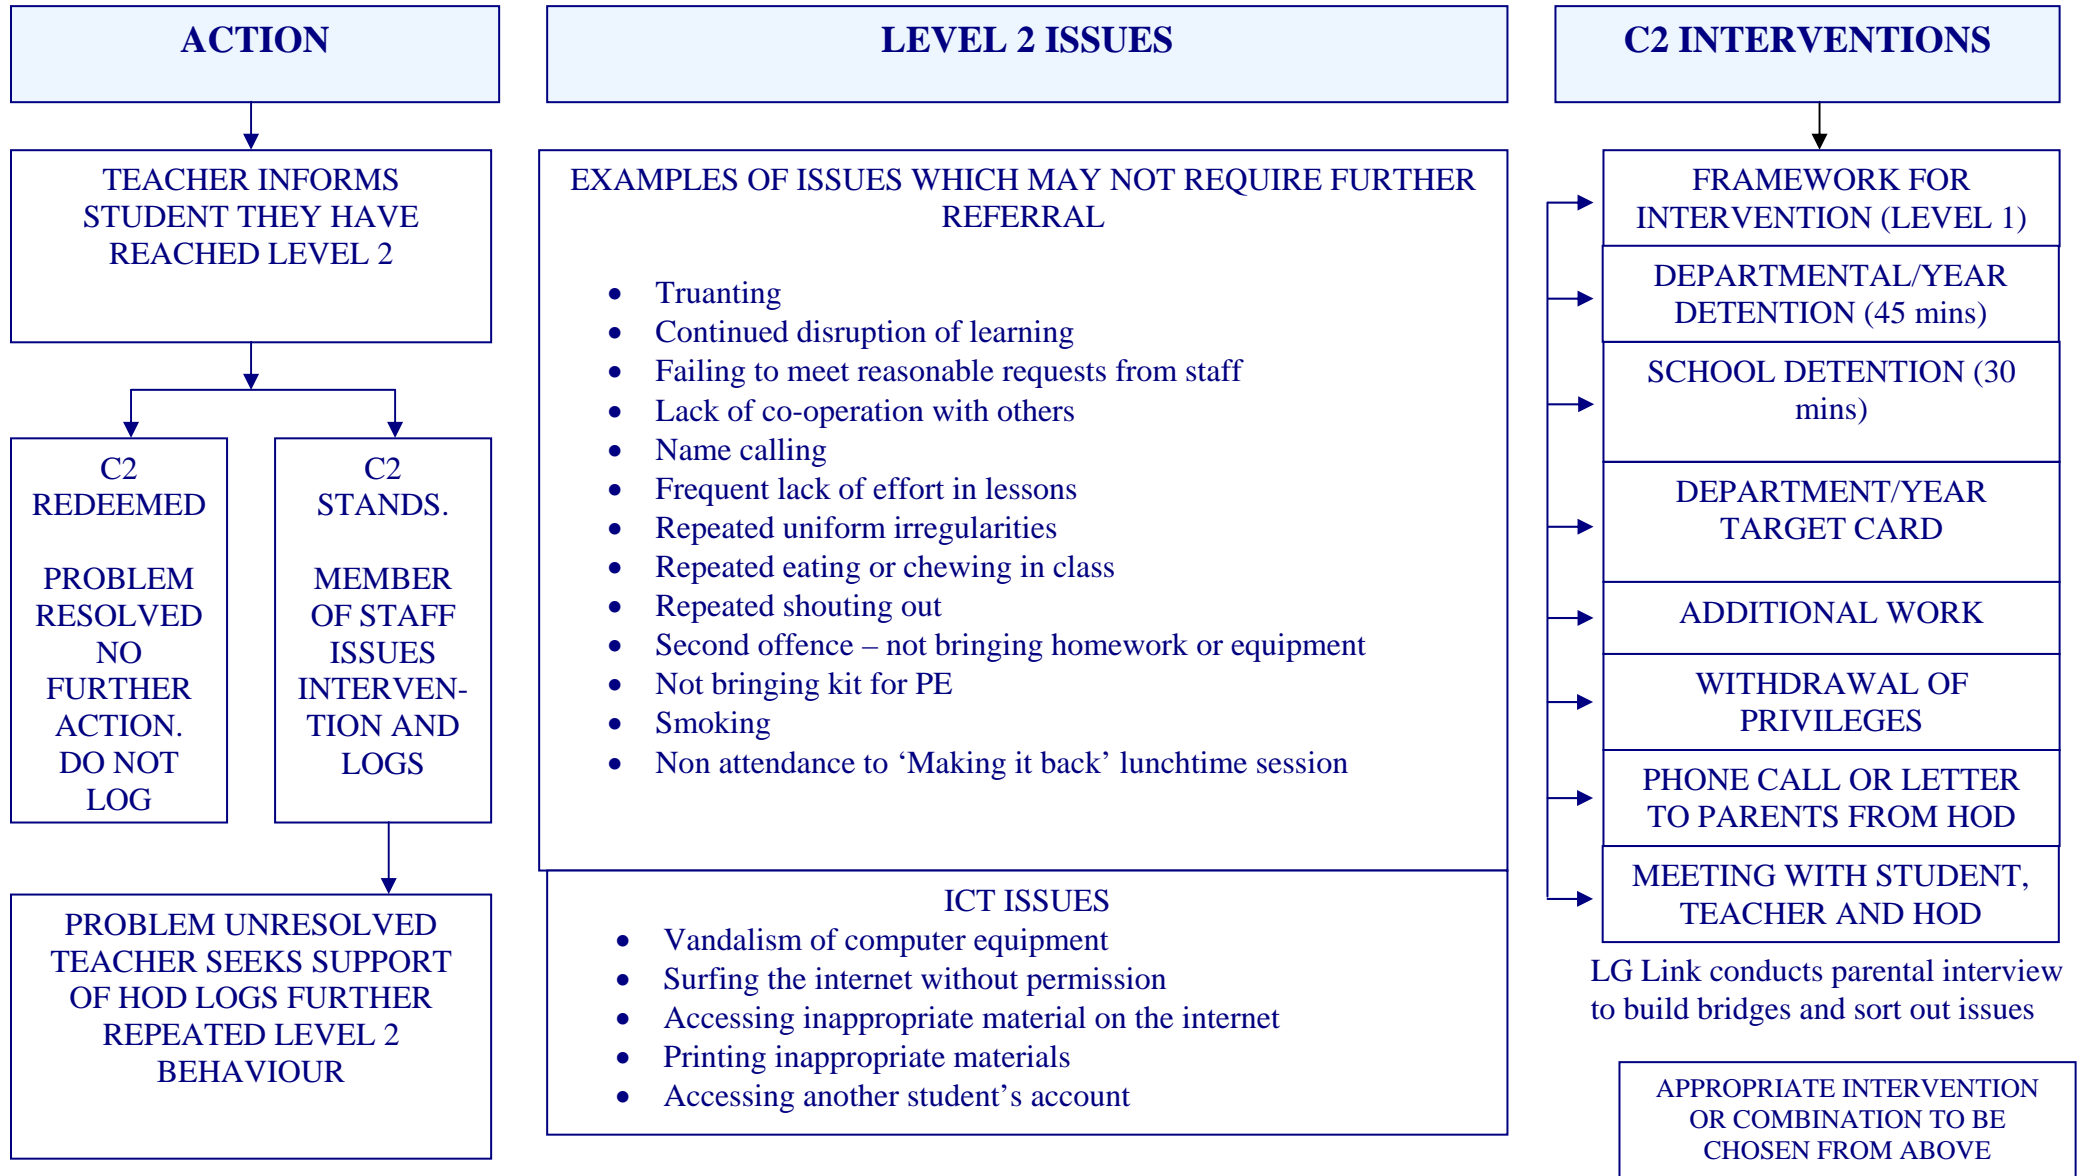 ACTION
TEACHER INFORMS
STUDENT THEY HAVE
REACHED LEVEL 2
C2
REDEEMED
PROBLEM
RESOLVED
NO
FURTHER
ACTION.
DO NOT
LOG
C2
STANDS.
MEMBER
OF STAFF
ISSUES
INTERVEN-
TION AND
LOGS
PROBLEM UNRESOLVED
TEACHER SEEKS SUPPORT
OF HOD LOGS FURTHER
REPEATED LEVEL 2
BEHAVIOUR
LEVEL 2 ISSUES
EXAMPLES OF ISSUES WHICH MAY NOT REQUIRE FURTHER
REFERRAL
• Truanting
• Continued disruption of learning
• Failing to meet reasonable requests from staff
• Lack of co-operation with others
• Name calling
• Frequent lack of effort in lessons
• Repeated uniform irregularities
• Repeated eating or chewing in class
• Repeated shouting out
• Second offence – not bringing homework or equipment
• Not bringing kit for PE
• Smoking
• Non attendance to ‘Making it back’ lunchtime session
ICT ISSUES
• Vandalism of computer equipment
• Surfing the internet without permission
• Accessing inappropriate material on the internet
• Printing inappropriate materials
• Accessing another student’s account
C2 INTERVENTIONS
FRAMEWORK FOR
INTERVENTION (LEVEL 1)
DEPARTMENTAL/YEAR
DETENTION (45 mins)
SCHOOL DETENTION (30
mins)
DEPARTMENT/YEAR
TARGET CARD
ADDITIONAL WORK
WITHDRAWAL OF
PRIVILEGES
PHONE CALL OR LETTER
TO PARENTS FROM HOD
MEETING WITH STUDENT,
TEACHER AND HOD
LG Link conducts parental interview
to build bridges and sort out issues
APPROPRIATE INTERVENTION
OR COMBINATION TO BE
CHOSEN FROM ABOVE